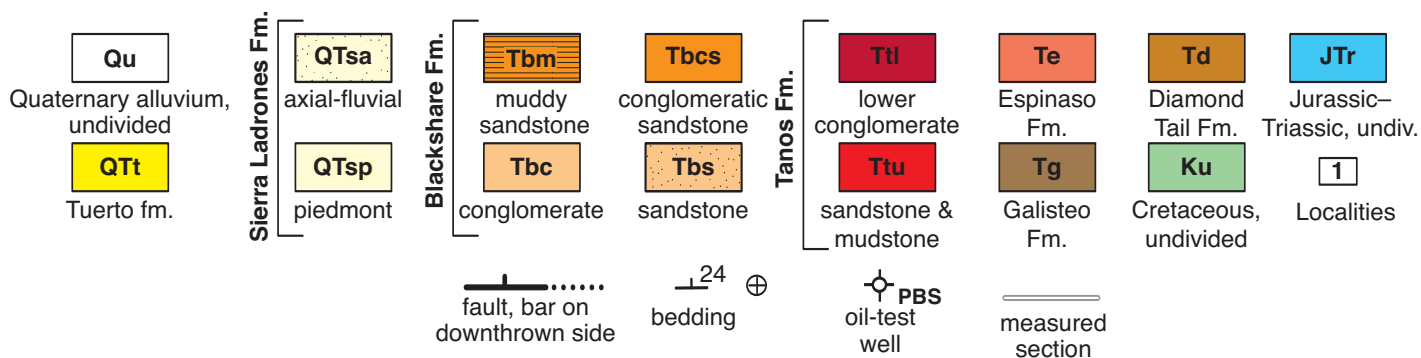 Qu
Quaternary alluvium,
undivided
QTt
Tuerto fm.
Sierra Ladrones Fm.
QTsa
axial-fluvial
QTsp
piedmont
Blackshare Fm.
Tbm
muddy
sandstone
Tbc
conglomerate
Tbcs
conglomeratic
sandstone
Tbs
sandstone
Tanos Fm.
Ttl
lower
conglomerate
Ttu
sandstone &
mudstone
Te
Espinaso
Fm.
Tg
Galisteo
Fm.
Td
Diamond
Tail Fm.
Ku
Cretaceous,
undivided
JTr
Jurassic–
Triassic, undiv.
1
Localities
fault, bar on
downthrown side
24
bedding
PBS
oil-test
well
measured
section